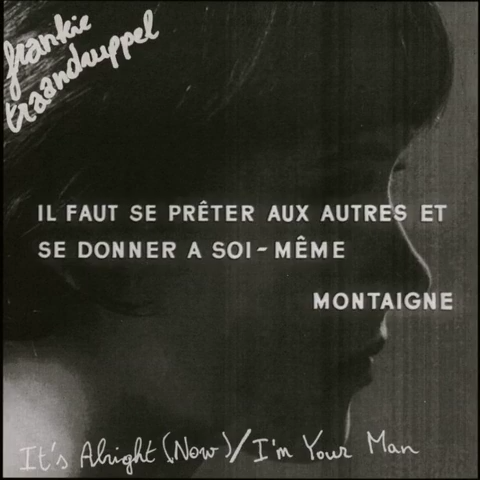 frankie
traandruppel
IL FAUT SE PRÊTER AUX AUTRES ET
SE DONNER A SOI-MÊME
MONTAIGNE
It's Alright (Now)/I'm Your Man